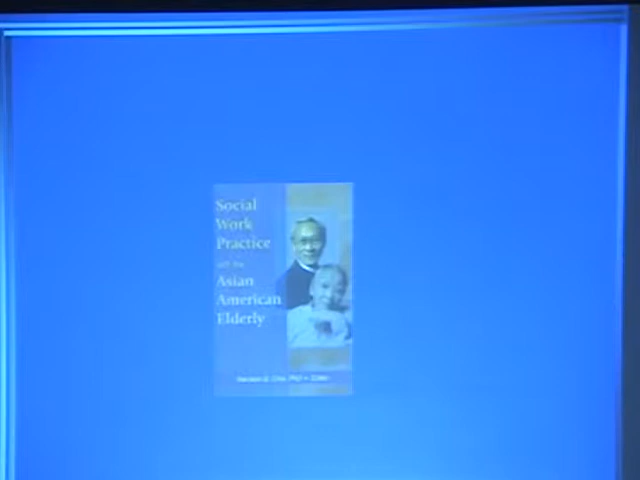 Social
Work
Practice
with the
Asian
American
Elderly